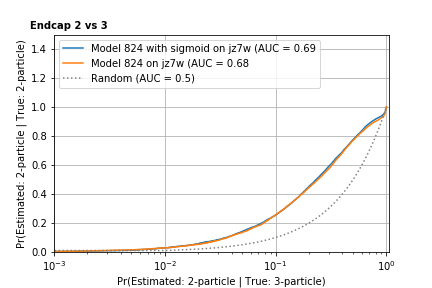 Endcap 2 vs 3
Pr(Estimated: 2-particle | True: 2-particle)
1.4
1.2
1.0
0.8
0.6
0.4
0.2
0.0
Model 824 with sigmoid on jz7w (AUC = 0.69
Model 824 on jz7w (AUC = 0.68
Random (AUC = 0.5)
10⁻³ 10⁻² 10⁻¹ 10⁰
Pr(Estimated: 2-particle | True: 3-particle)